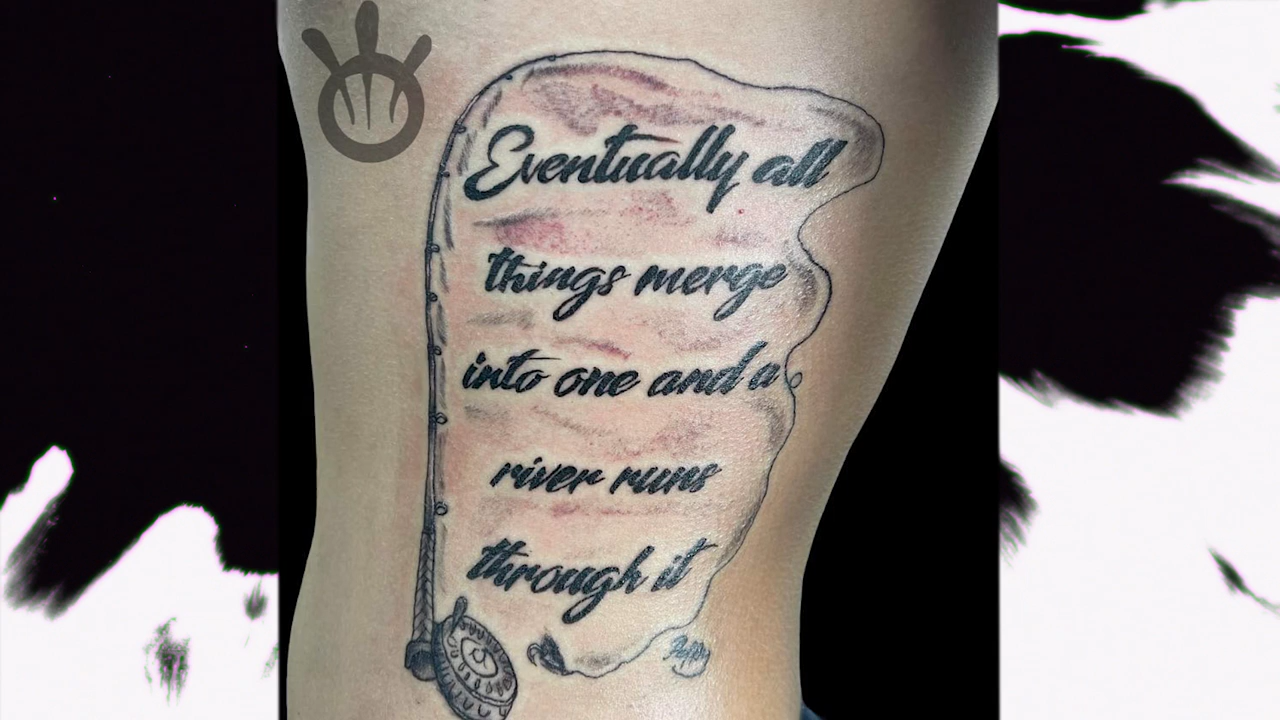 Eventually all
things merge
into one and a
river runs
through it